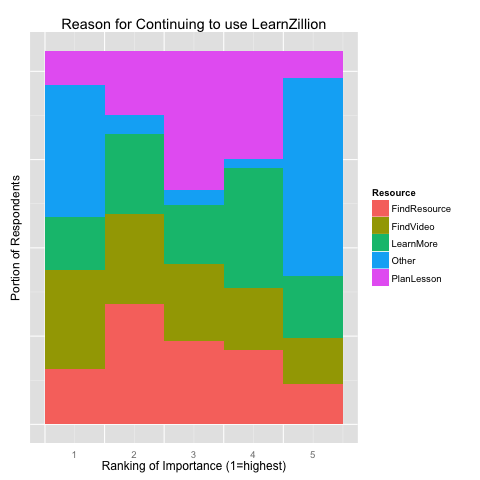 Reason for Continuing to use LearnZillion
Portion of Respondents
Resource
FindResource
FindVideo
LearnMore
Other
PlanLesson
1 2 3 4 5
Ranking of Importance (1=highest)